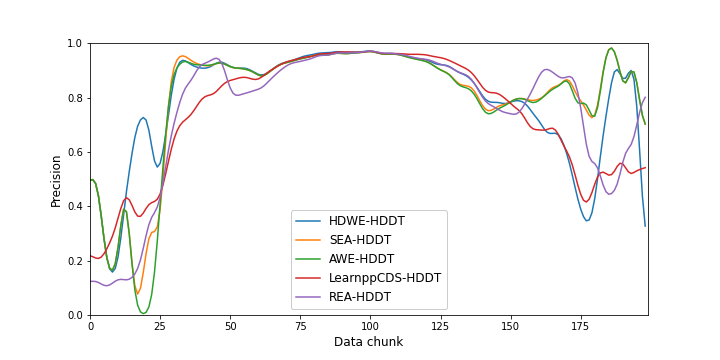 1.0
0.8
0.6
0.4
0.2
0.0
Precision
0 25 50 75 100 125 150 175
Data chunk
HDWE-HDDT
SEA-HDDT
AWE-HDDT
LearnppCDS-HDDT
REA-HDDT